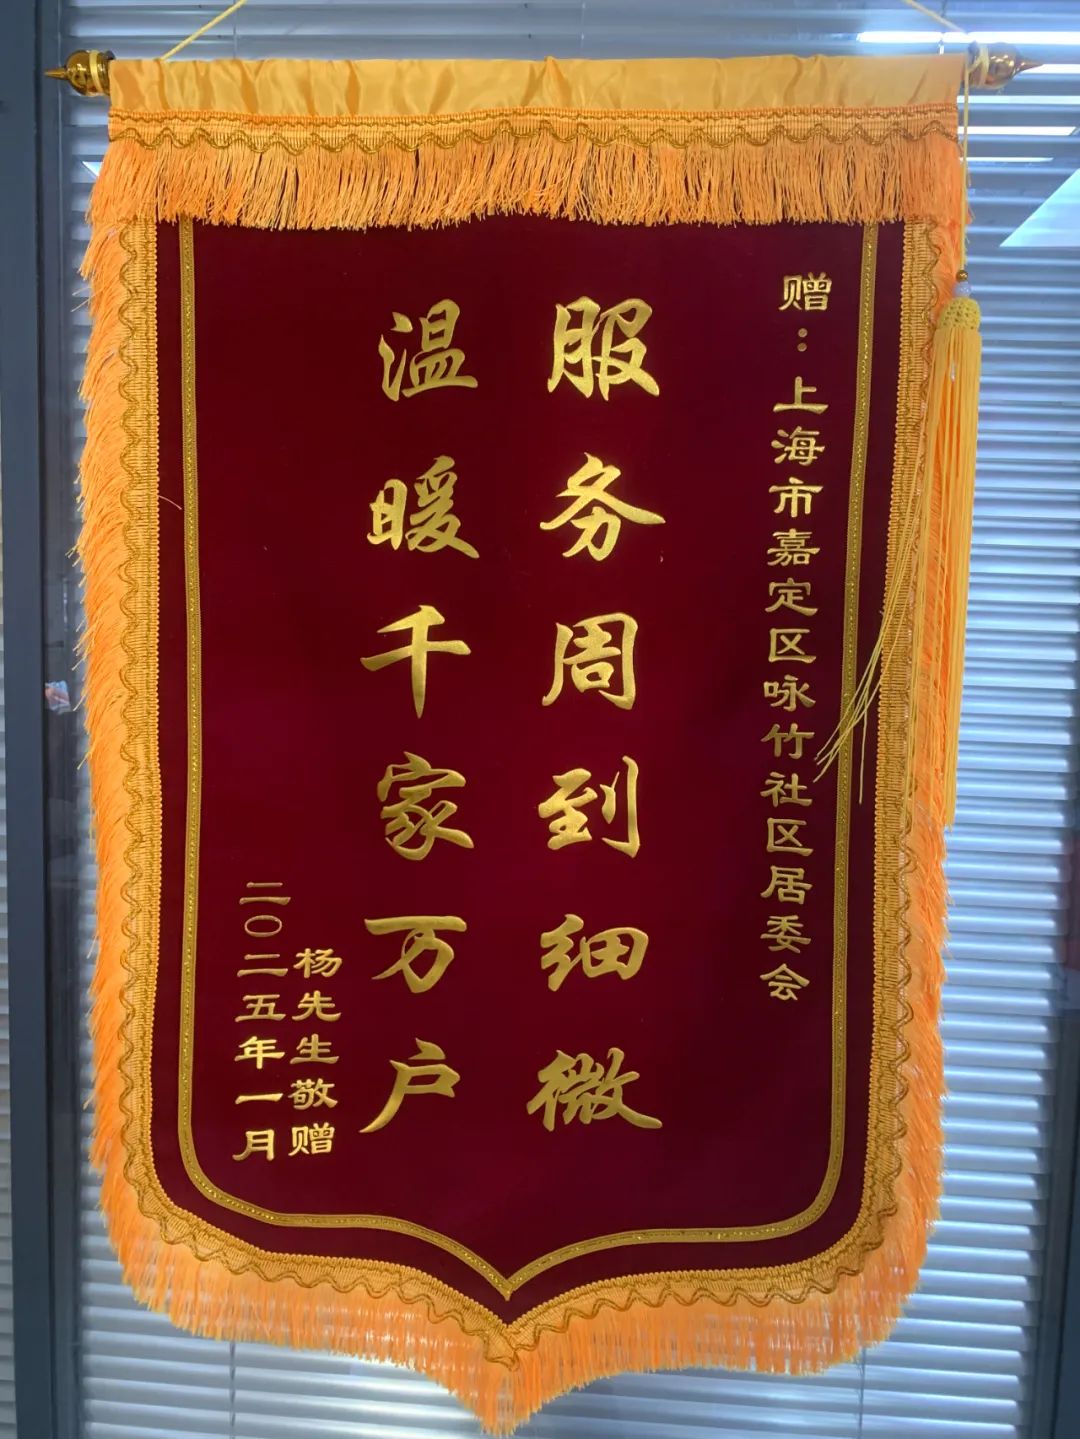 赠：上海市嘉定区咏竹社区居委会
服务周到细微
温暖千家万户
杨先生敬赠
二〇二五年一月